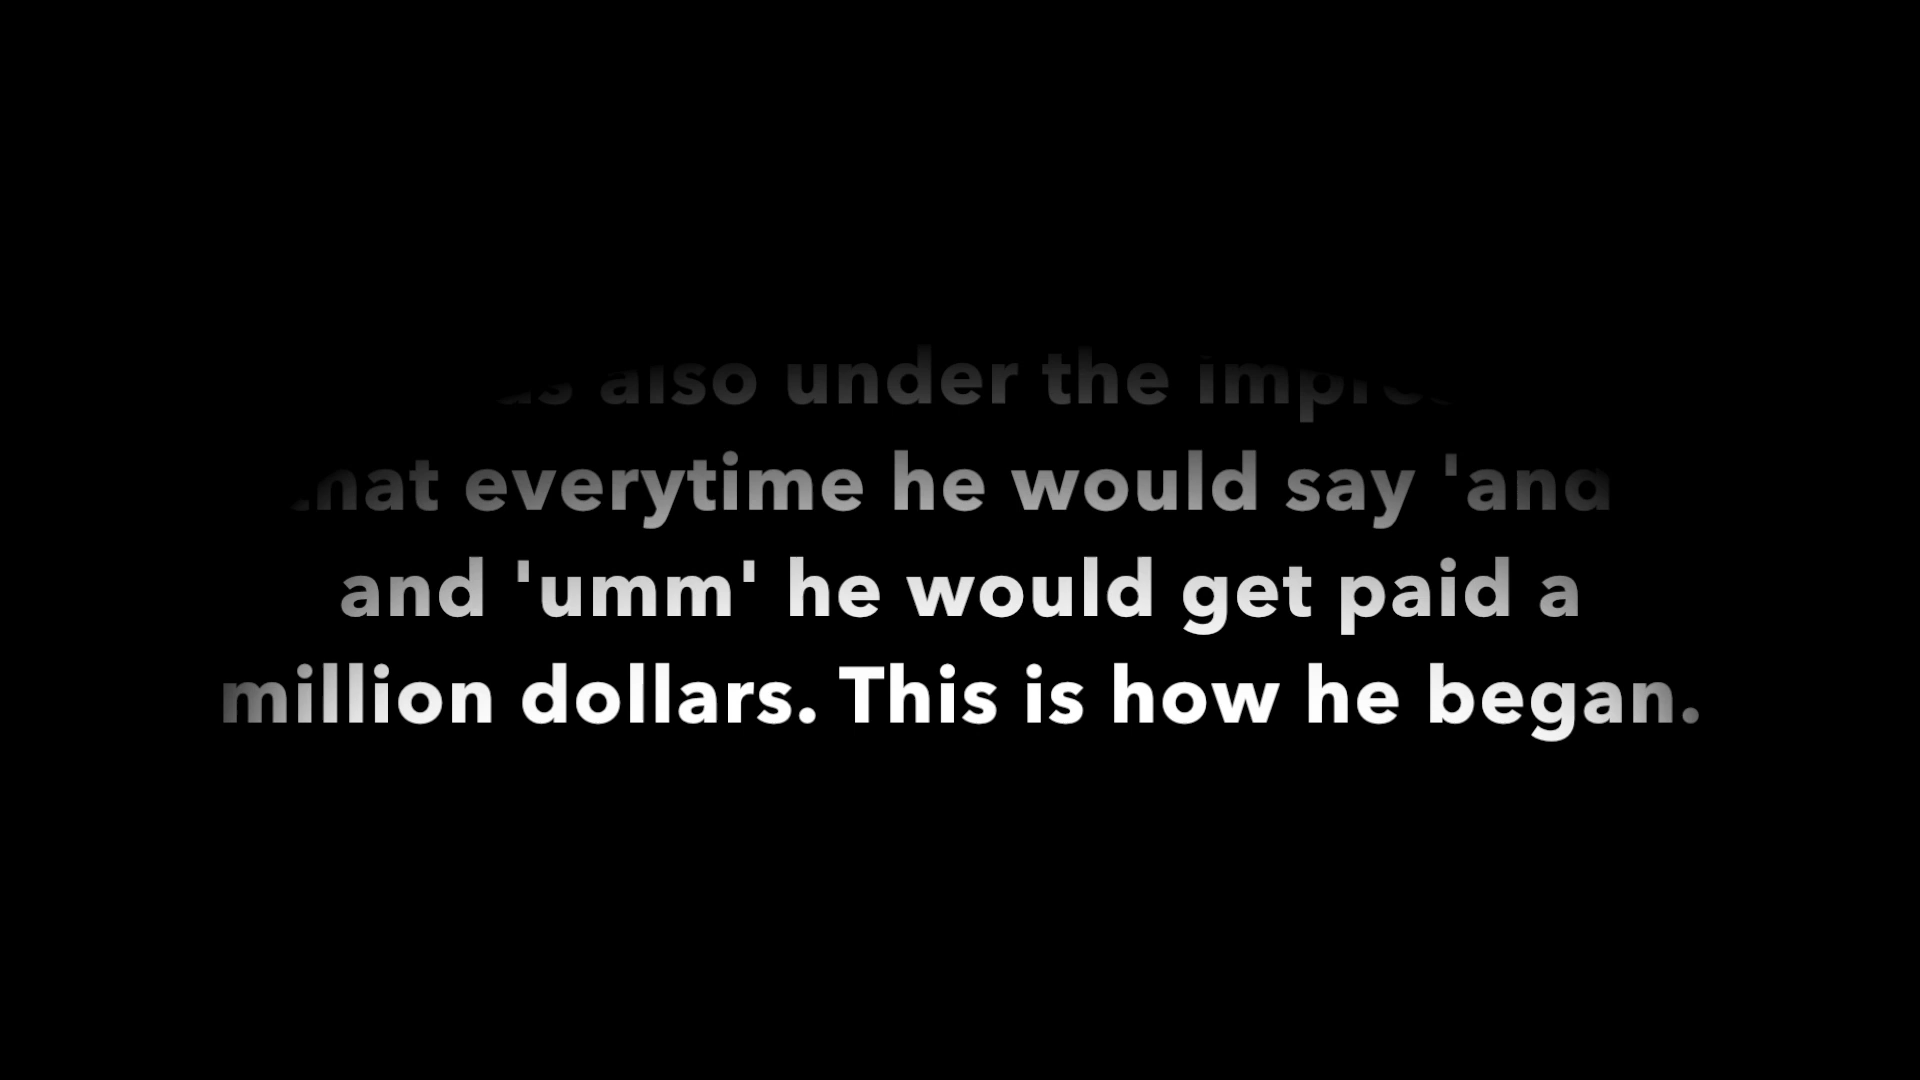 also under the
that everytime he would say 'and
and 'umm' he would get paid a
million dollars. This is how he began.